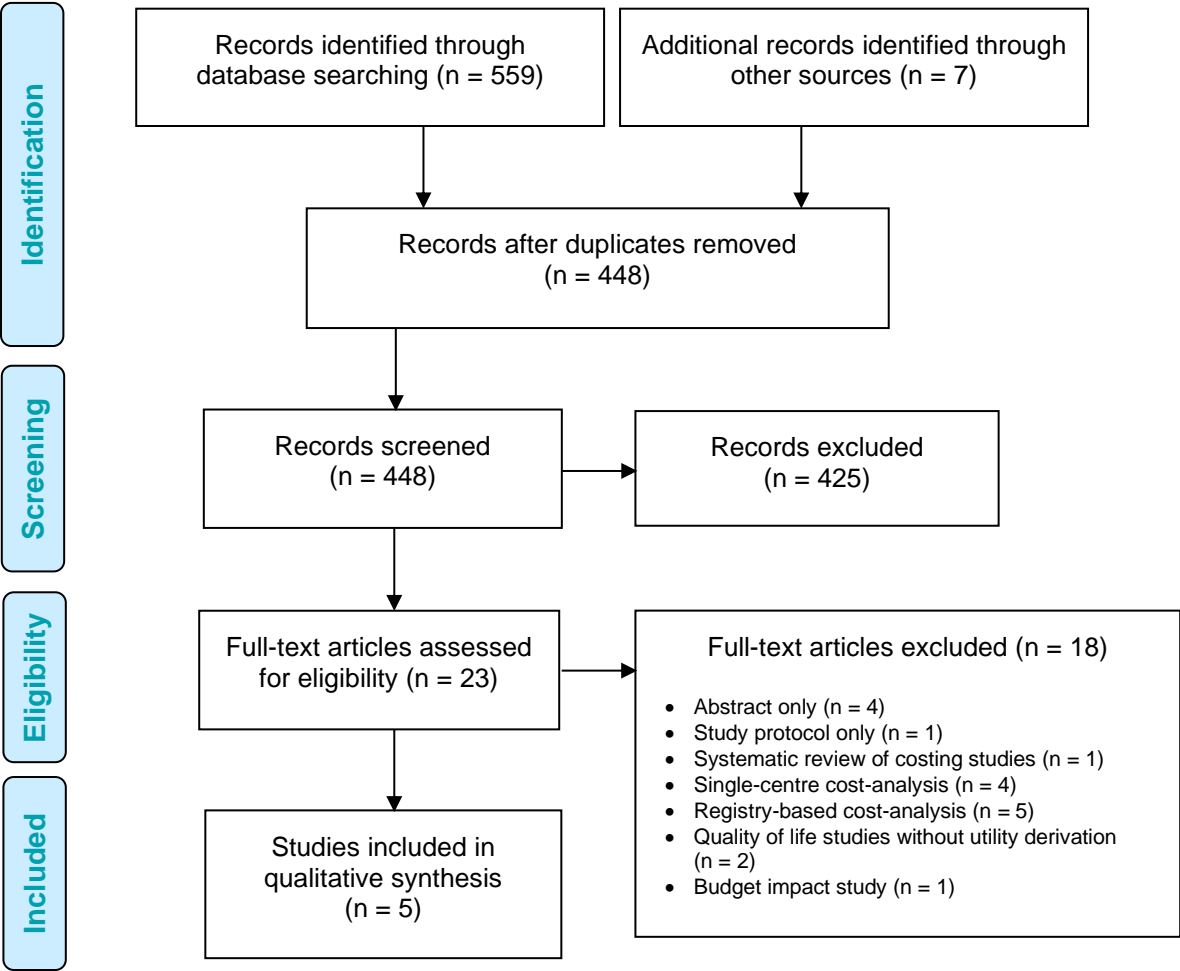 Identification
Records identified through
database searching (n = 559)
Additional records identified through
other sources (n = 7)
Records after duplicates removed
(n = 448)
Screening
Records screened
(n = 448)
Records excluded
(n = 425)
Eligibility
Full-text articles assessed
for eligibility (n = 23)
Full-text articles excluded (n = 18)
• Abstract only (n = 4)
• Study protocol only (n = 1)
• Systematic review of costing studies (n = 1)
• Single-centre cost-analysis (n = 4)
• Registry-based cost-analysis (n = 5)
• Quality of life studies without utility derivation
(n = 2)
• Budget impact study (n = 1)
Included
Studies included in
qualitative synthesis
(n = 5)